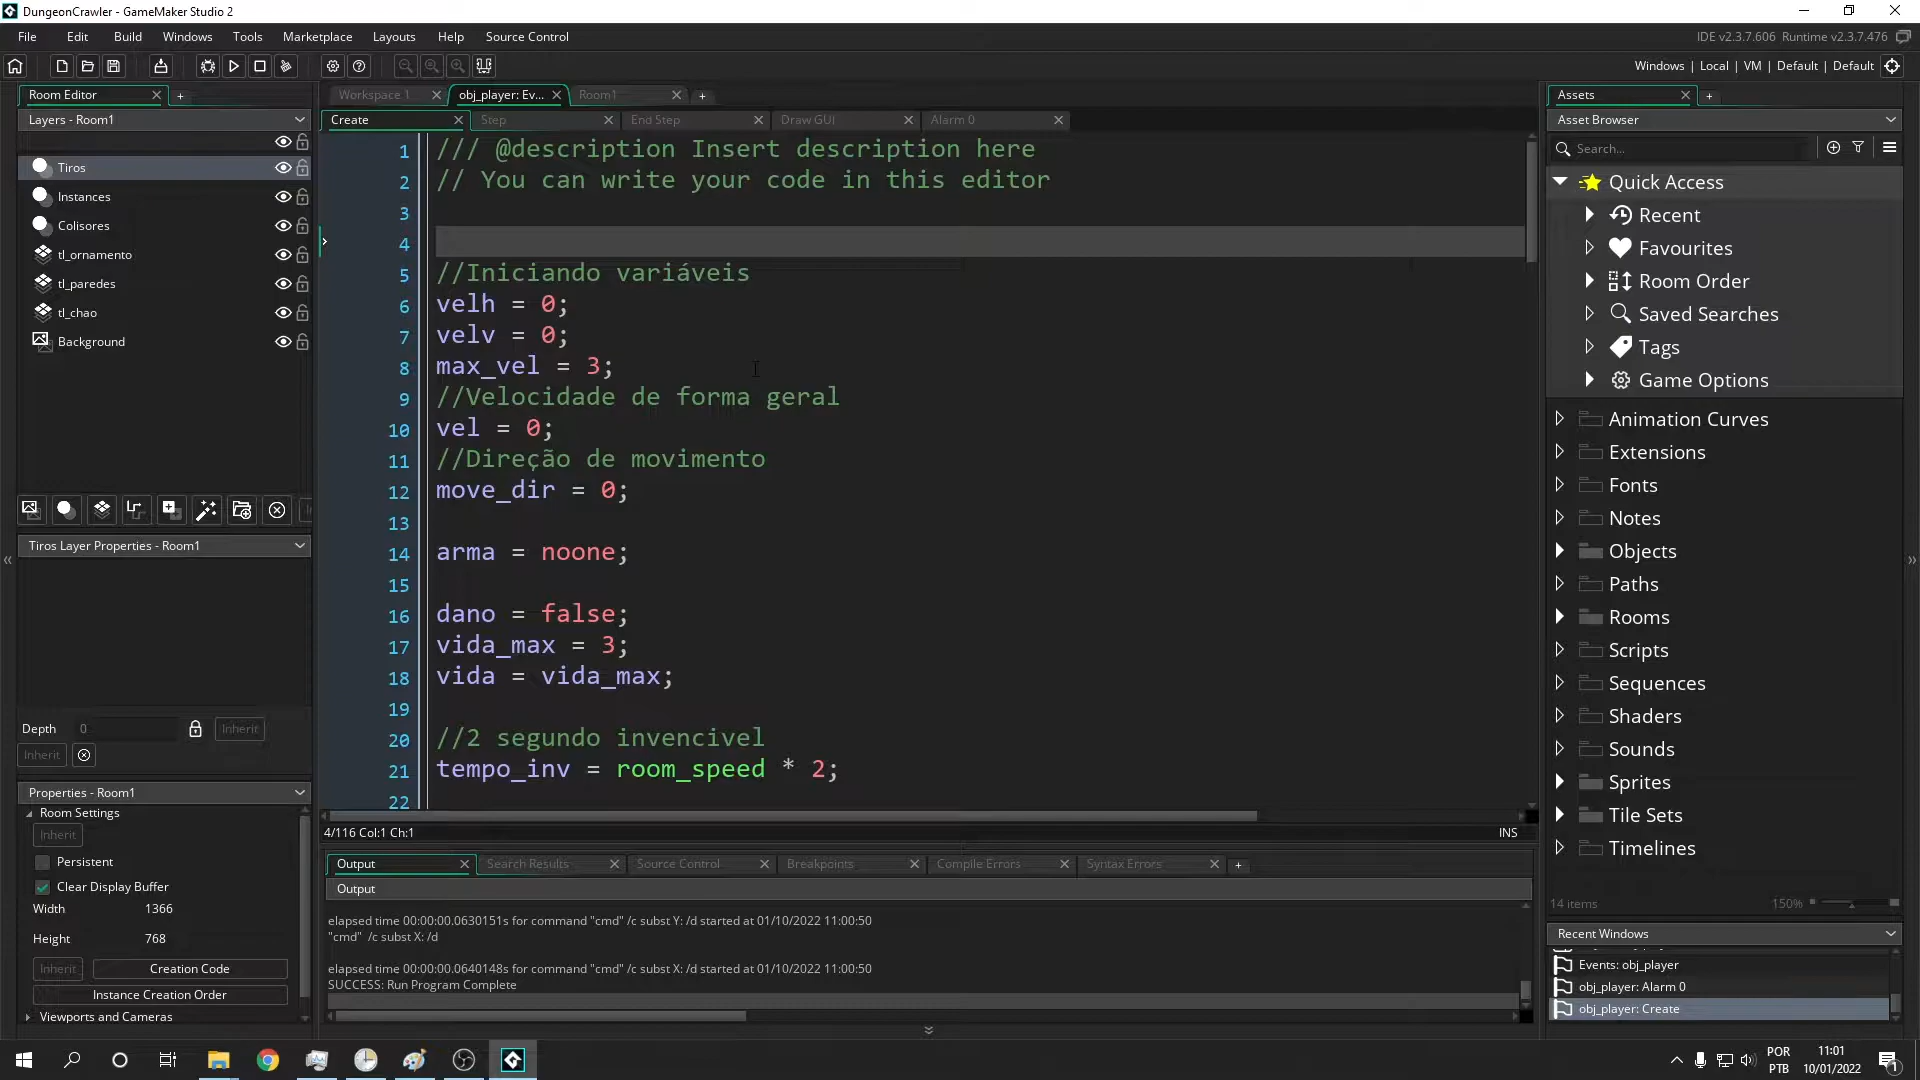 DungeonCrawler - GameMaker Studio 2
File Edit Build Windows Tools Marketplace Layouts Help Source Control
IDE v2.3.7.606 Runtime v2.3.7.476
Windows | Local | VM | Default | Default
Room Editor
Layers - Room1
Tiros
Instances
Colisores
tl_ornamento
tl_paredes
tl_chao
Background
Tiros Layer Properties - Room1
Depth 0 Inherit
Inherit
Properties - Room1
Room Settings
Inherit
Persistent
Clear Display Buffer
Width 1366
Height 768
Inherit Creation Code
Instance Creation Order
Viewports and Cameras
Workspace 1 obj_player: Ev... Room1
Create Step End Step Draw GUI Alarm 0
1 /// @description Insert description here
2 // You can write your code in this editor
3
4
5 //Iniciando variáveis
6 velh = 0;
7 velv = 0;
8 max_vel = 3;
9 //Velocidade de forma geral
10 vel = 0;
11 //Direção de movimento
12 move_dir = 0;
13
14 arma = noone;
15
16 dano = false;
17 vida_max = 3;
18 vida = vida_max;
19
20 //2 segundo invencivel
21 tempo_inv = room_speed * 2;
22
4/116 Col:1 Ch:1 INS
Output Search Results Source Control Breakpoints Compile Errors Syntax Errors
Output
elapsed time 00:00:00.0630151s for command "cmd" /c subst Y: /d started at 01/10/2022 11:00:50
"cmd" /c subst X: /d
elapsed time 00:00:00.0640148s for command "cmd" /c subst X: /d started at 01/10/2022 11:00:50
SUCCESS: Run Program Complete
Assets
Asset Browser
Search...
Quick Access
Recent
Favourites
Room Order
Saved Searches
Tags
Game Options
Animation Curves
Extensions
Fonts
Notes
Objects
Paths
Rooms
Scripts
Sequences
Shaders
Sounds
Sprites
Tile Sets
Timelines
14 items 150%
Recent Windows
Events: obj_player
obj_player: Alarm 0
obj_player: Create
POR
PTB
11:01
10/01/2022
1